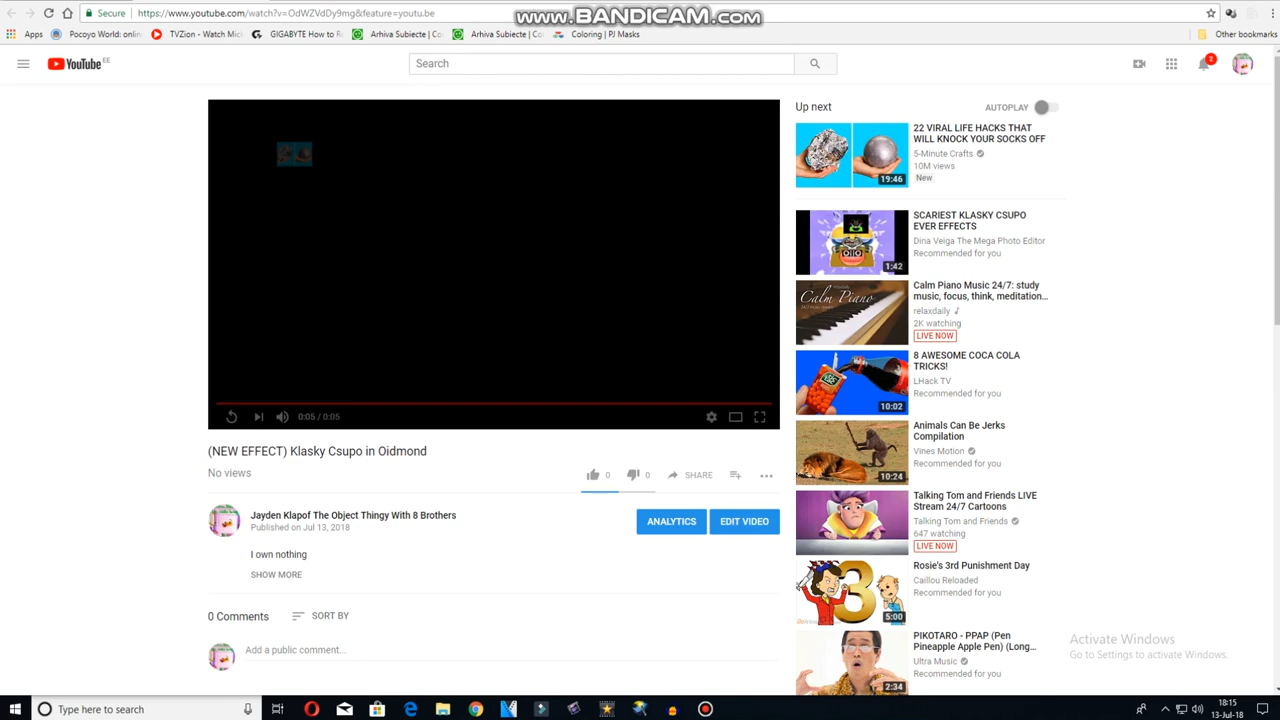 www.BANDICAM.com
Secure https://www.youtube.com/watch?v=OdWZVdDy9mg&feature=youtu.be
Apps Pocoyo World: onlin TVZion - Watch Mic GIGABYTE How to R Arhiva Subiecte | Co Arhiva Subiecte | Co Coloring | PJ Masks Other bookmarks
YouTube EE Search 2
Up next AUTOPLAY
22 VIRAL LIFE HACKS THAT
WILL KNOCK YOUR SOCKS OFF
5-Minute Crafts
10M views
New
19:46
SCARIEST KLASKY CSUPO
EVER EFFECTS
Dina Veiga The Mega Photo Editor
Recommended for you
1:42
Calm Piano
Calm Piano Music 24/7: study
music, focus, think, meditation...
relaxdaily
2K watching
LIVE NOW
8 AWESOME COCA COLA
TRICKS!
LHack TV
Recommended for you
10:02
Animals Can Be Jerks
Compilation
Vines Motion
Recommended for you
10:24
Talking Tom and Friends LIVE
Stream 24/7 Cartoons
Talking Tom and Friends
647 watching
LIVE NOW
3
Rosie's 3rd Punishment Day
Caillou Reloaded
Recommended for you
5:00
PIKOTARO - PPAP (Pen
Pineapple Apple Pen) (Long...
Ultra Music
Recommended for you
2:34
0:05 / 0:05
(NEW EFFECT) Klasky Csupo in Oidmond
No views
0 0 SHARE
Jayden Klapof The Object Thingy With 8 Brothers
Published on Jul 13, 2018
ANALYTICS EDIT VIDEO
I own nothing
SHOW MORE
0 Comments SORT BY
Add a public comment...
Activate Windows
Go to Settings to activate Windows.
Type here to search
18:15
13-Jul-18